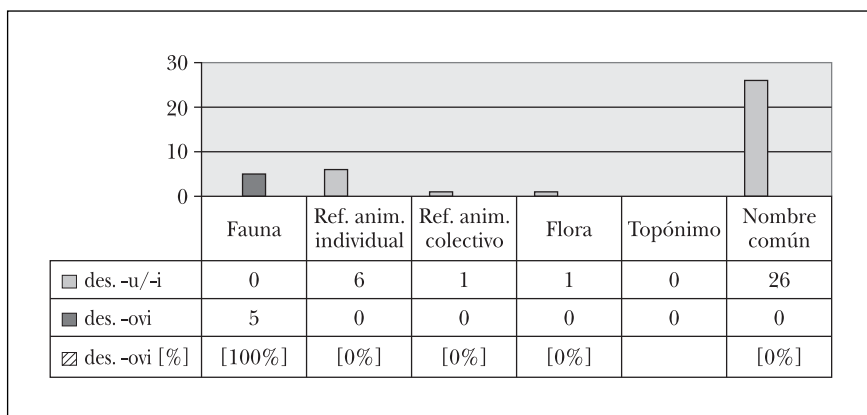 30
20
10
0
Fauna Ref. anim. individual Ref. anim. colectivo Flora Topónimo Nombre común
des. -u/-i 0 6 1 1 0 26
des. -ovi 5 0 0 0 0 0
des. -ovi [%] [100%] [0%] [0%] [0%] [0%]